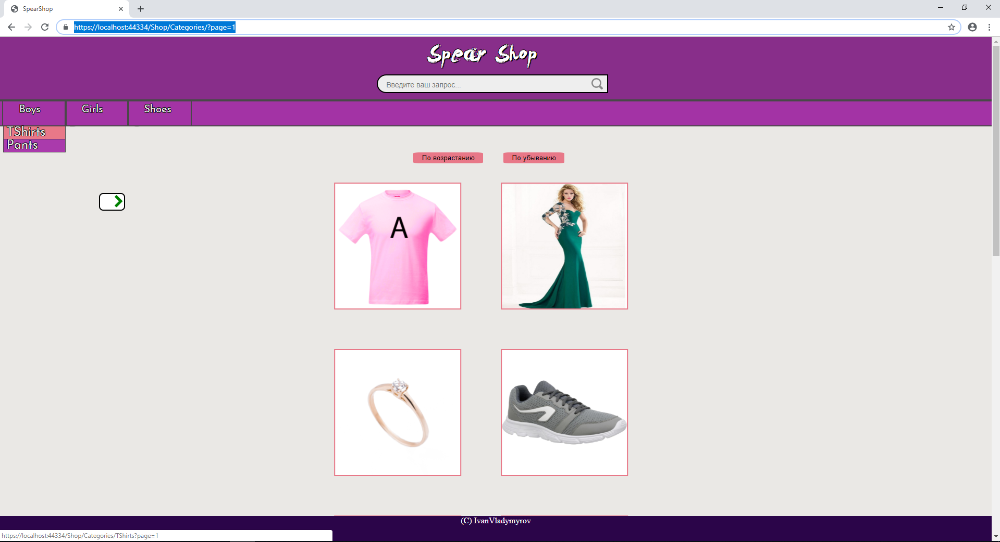 SpearShop
https://localhost:44334/Shop/Categories/?page=1
Spear Shop
Введите ваш запрос...
Boys Girls Shoes
TShirts
Pants
По возрастанию По убыванию
A
(C) IvanVladymyrov
https://localhost:44334/Shop/Categories/TShirts?page=1